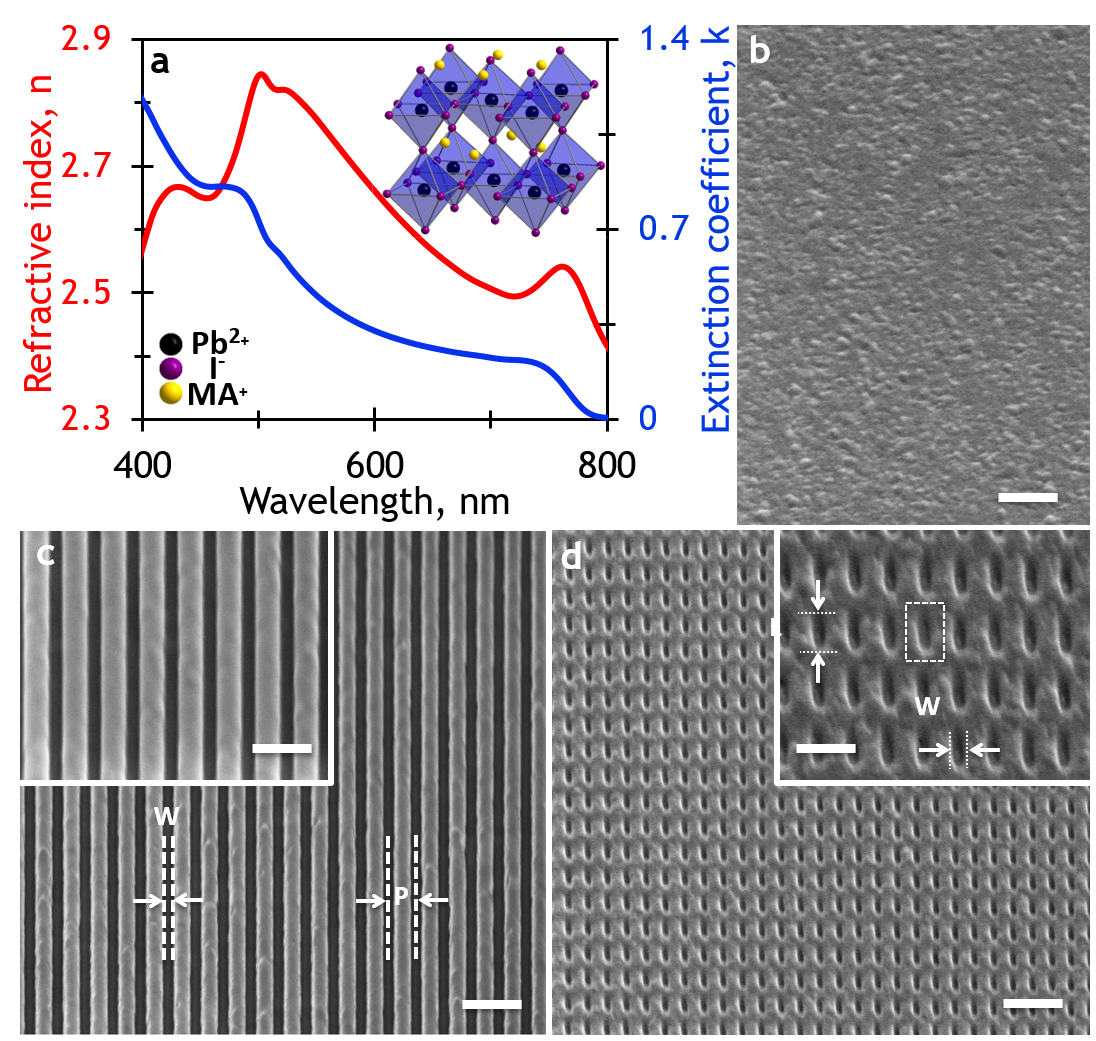 a
2.9
2.7
2.5
2.3
Refractive index, n
1.4
0.7
0
Extinction coefficient, k
Pb²⁺
I⁻
MA⁺
400
600
800
Wavelength, nm
b
c
W
P
d
W